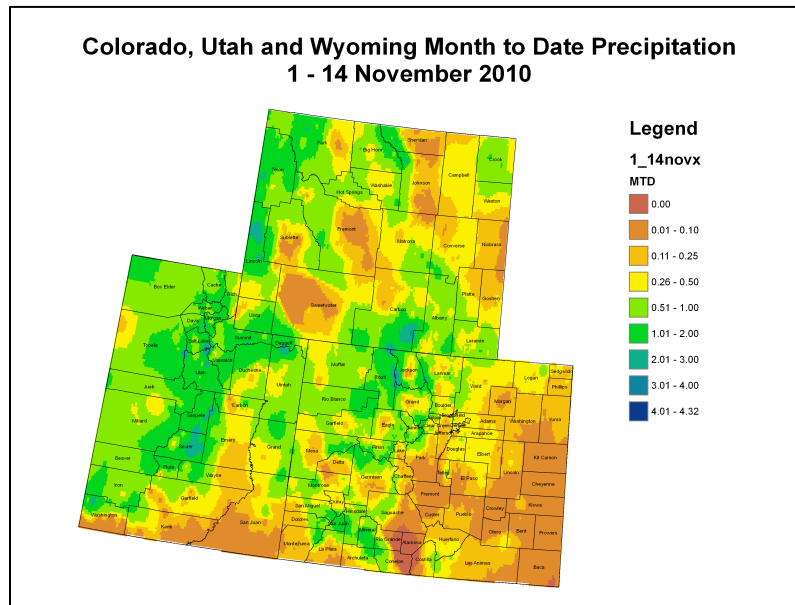 Colorado, Utah and Wyoming Month to Date Precipitation
1 - 14 November 2010
Legend
1_14novx
MTD
0.00
0.01 - 0.10
0.11 - 0.25
0.26 - 0.50
0.51 - 1.00
1.01 - 2.00
2.01 - 3.00
3.01 - 4.00
4.01 - 4.32
Park
Sheridan
Big Horn
Crook
Teton
Johnson
Campbell
Washakie
Hot Springs
Weston
Fremont
Sublette
Natrona
Converse
Niobrara
Lincoln
Sweetwater
Platte
Goshen
Carbon
Albany
Uinta
Laramie
Box Elder
Cache
Rich
Weber
Morgan
Davis
Salt Lake
Summit
Daggett
Tooele
Wasatch
Utah
Duchesne
Uintah
Juab
Carbon
Sanpete
Millard
Emery
Grand
Sevier
Beaver
Piute
Wayne
Iron
Garfield
Washington
Kane
San Juan
Moffat
Routt
Jackson
Larimer
Weld
Logan
Sedgwick
Phillips
Morgan
Rio Blanco
Grand
Boulder
Adams
Washington
Yuma
Garfield
Eagle
Arapahoe
Douglas
Elbert
Kit Carson
Mesa
Pitkin
Lake
Park
Lincoln
Delta
Gunnison
Chaffee
Teller
El Paso
Cheyenne
Montrose
Fremont
Kiowa
Ouray
San Miguel
Hinsdale
Saguache
Custer
Pueblo
Crowley
Dolores
San Juan
Mineral
Otero
Bent
Prowers
Rio Grande
Alamosa
Huerfano
Montezuma
La Plata
Archuleta
Conejos
Costilla
Las Animas
Baca